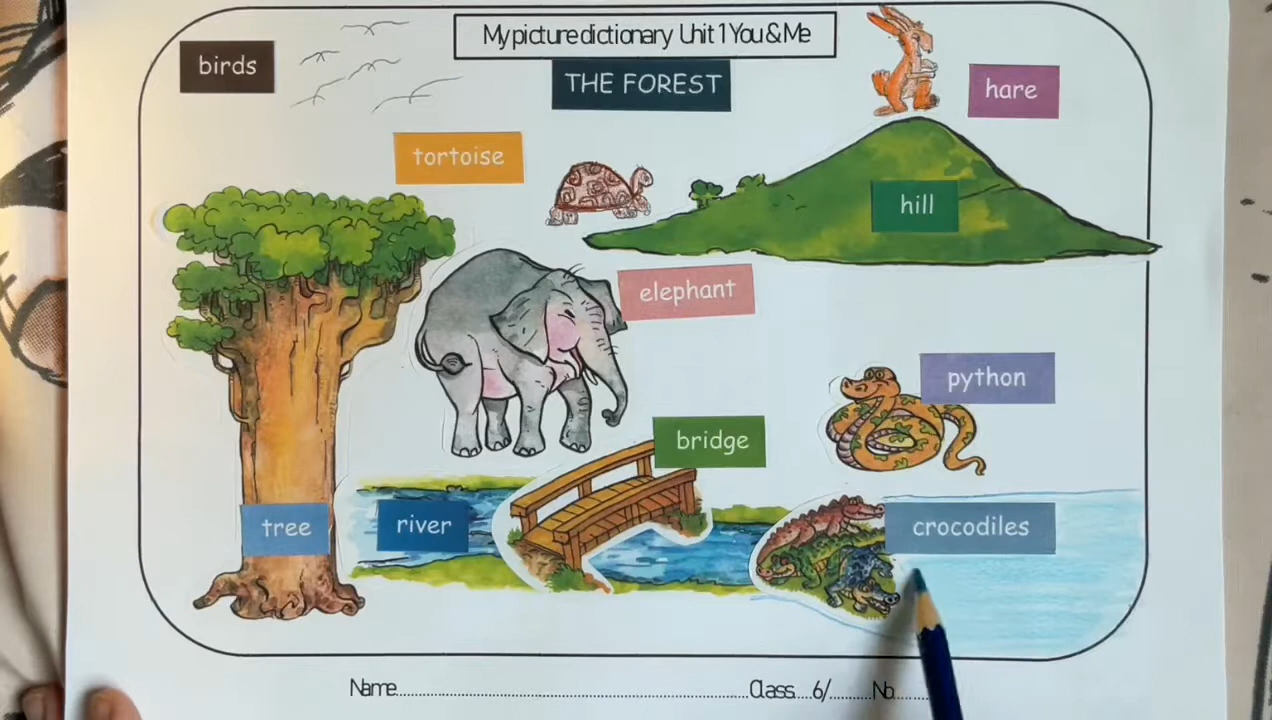 My picture dictionary Unit 1 You & Me
birds
THE FOREST
hare
tortoise
hill
elephant
python
bridge
tree
river
crocodiles
Name.......................................................................Class....6/..........No.......